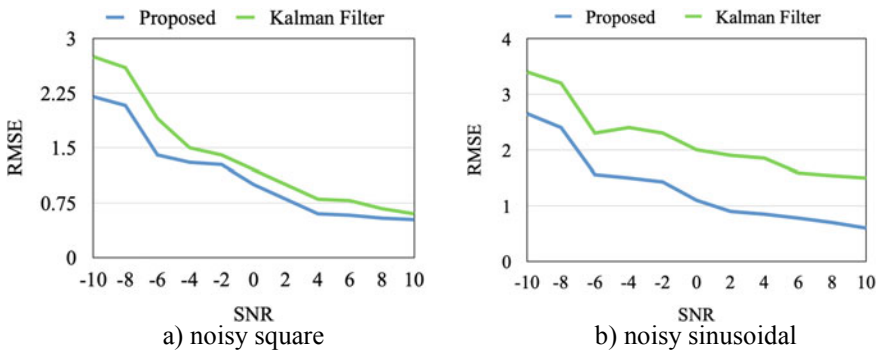 Proposed Kalman Filter
3
2.25
1.5
0.75
0
RMSE
-10 -8 -6 -4 -2 0 2 4 6 8 10
SNR
a) noisy square
Proposed Kalman Filter
4
3
2
1
0
RMSE
-10 -8 -6 -4 -2 0 2 4 6 8 10
SNR
b) noisy sinusoidal